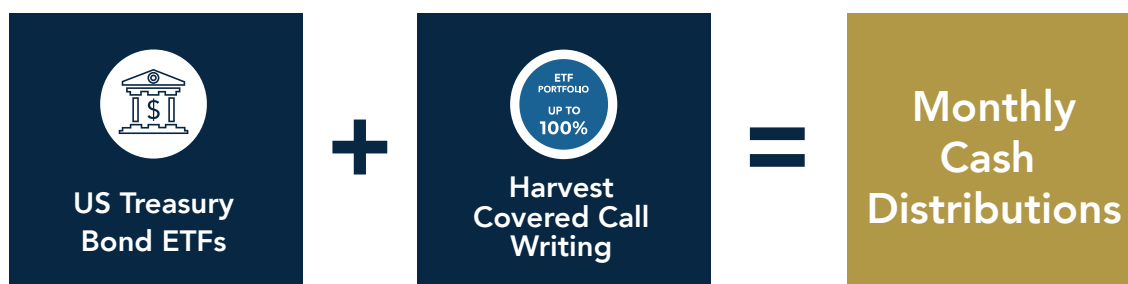 $
US Treasury
Bond ETFs
+
ETF
PORTFOLIO
UP TO
100%
Harvest
Covered Call
Writing
=
Monthly
Cash
Distributions